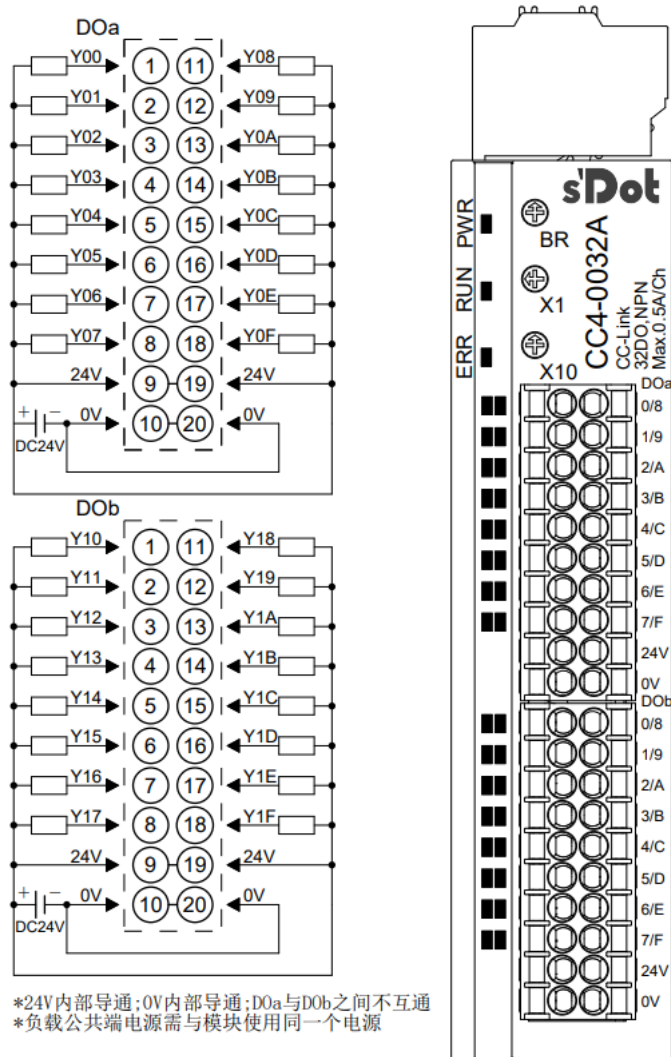 DOa
Y00 1 11 Y08
Y01 2 12 Y09
Y02 3 13 Y0A
Y03 4 14 Y0B
Y04 5 15 Y0C
Y05 6 16 Y0D
Y06 7 17 Y0E
Y07 8 18 Y0F
24V 9 19 24V
+ − 0V 10 20 0V
DC24V
DOb
Y10 1 11 Y18
Y11 2 12 Y19
Y12 3 13 Y1A
Y13 4 14 Y1B
Y14 5 15 Y1C
Y15 6 16 Y1D
Y16 7 17 Y1E
Y17 8 18 Y1F
24V 9 19 24V
+ − 0V 10 20 0V
DC24V
*24V内部导通;0V内部导通;DOa与DOb之间不互通
*负载公共端电源需与模块使用同一个电源
s'Dot
PWR
RUN
ERR
BR
X1
X10
CC4-0032A
CC-Link
32DO,NPN
Max.0.5A/Ch
DOa
0/8
1/9
2/A
3/B
4/C
5/D
6/E
7/F
24V
0V
DOb
0/8
1/9
2/A
3/B
4/C
5/D
6/E
7/F
24V
0V